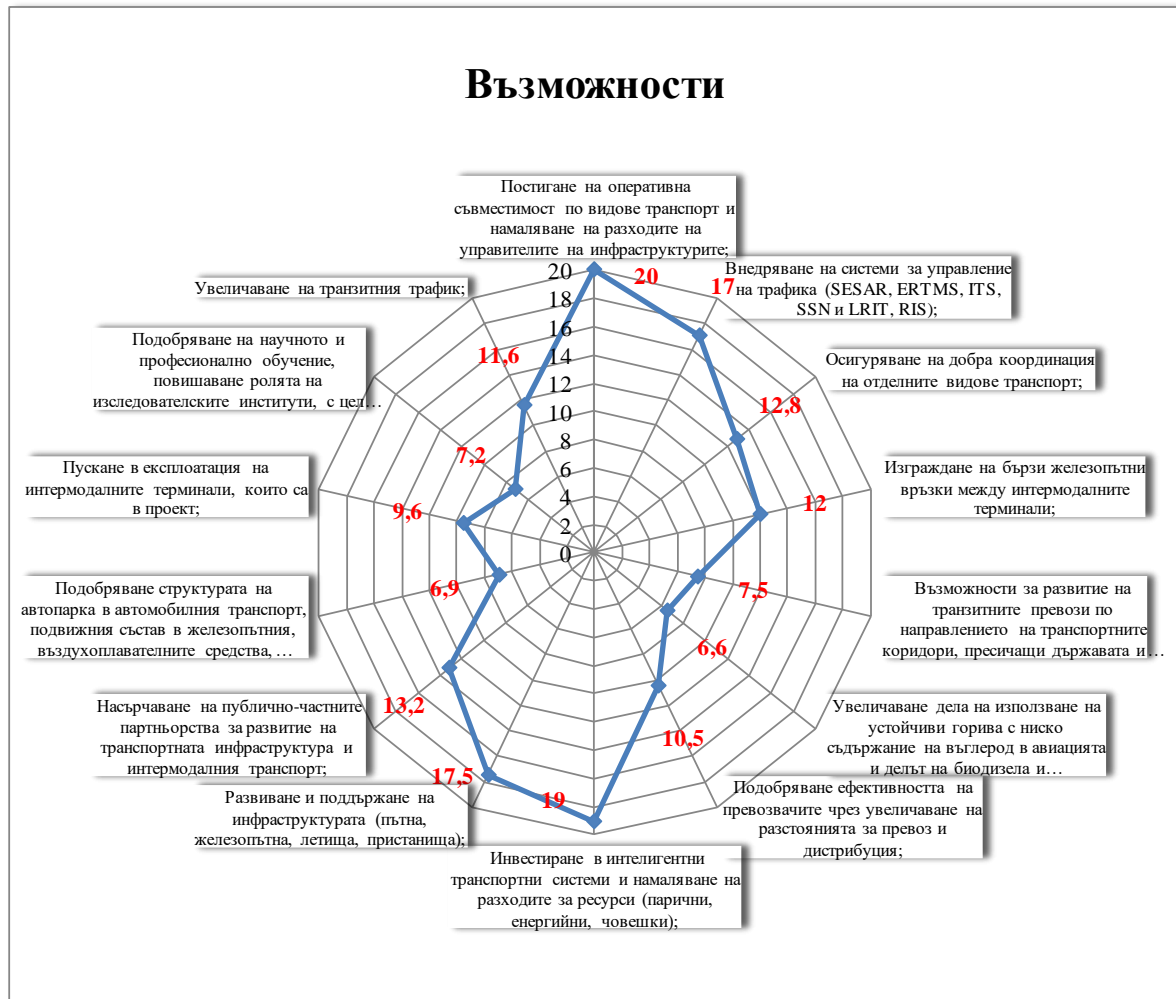 Възможности
Постигане на оперативна
съвместимост по видове транспорт и
намаляване на разходите на
управителите на инфраструктурите;
Внедряване на системи за управление
на трафика (SESAR, ERTMS, ITS,
SSN и LRIT, RIS);
Осигуряване на добра координация
на отделните видове транспорт;
Изграждане на бързи железопътни
връзки между интермодалните
терминали;
Възможности за развитие на
транзитните превози по
направлението на транспортните
коридори, пресичащи държавата и…
Увеличаване дела на използване на
устойчиви горива с ниско
съдържание на въглерод в авиацията
и делът на биодизела и…
Подобряване ефективността на
превозвачите чрез увеличаване на
разстоянията за превоз и
дистрибуция;
Инвестиране в интелигентни
транспортни системи и намаляване на
разходите за ресурси (парични,
енергийни, човешки);
Развиване и поддържане на
инфраструктурата (пътна,
железопътна, летища, пристанища);
Насърчаване на публично-частните
партньорства за развитие на
транспортната инфраструктура и
интермодалния транспорт;
Подобряване структурата на
автопарка в автомобилния транспорт,
подвижния състав в железопътния,
въздухоплавателните средства, …
Пускане в експлоатация на
интермодалните терминали, които са
в проект;
Подобряване на научното и
професионално обучение,
повишаване ролята на
изследователските институти, с цел…
Увеличаване на транзитния трафик;
20
18
16
14
12
10
8
6
4
2
0
20
17
12,8
12
7,5
6,6
10,5
19
17,5
13,2
6,9
9,6
7,2
11,6